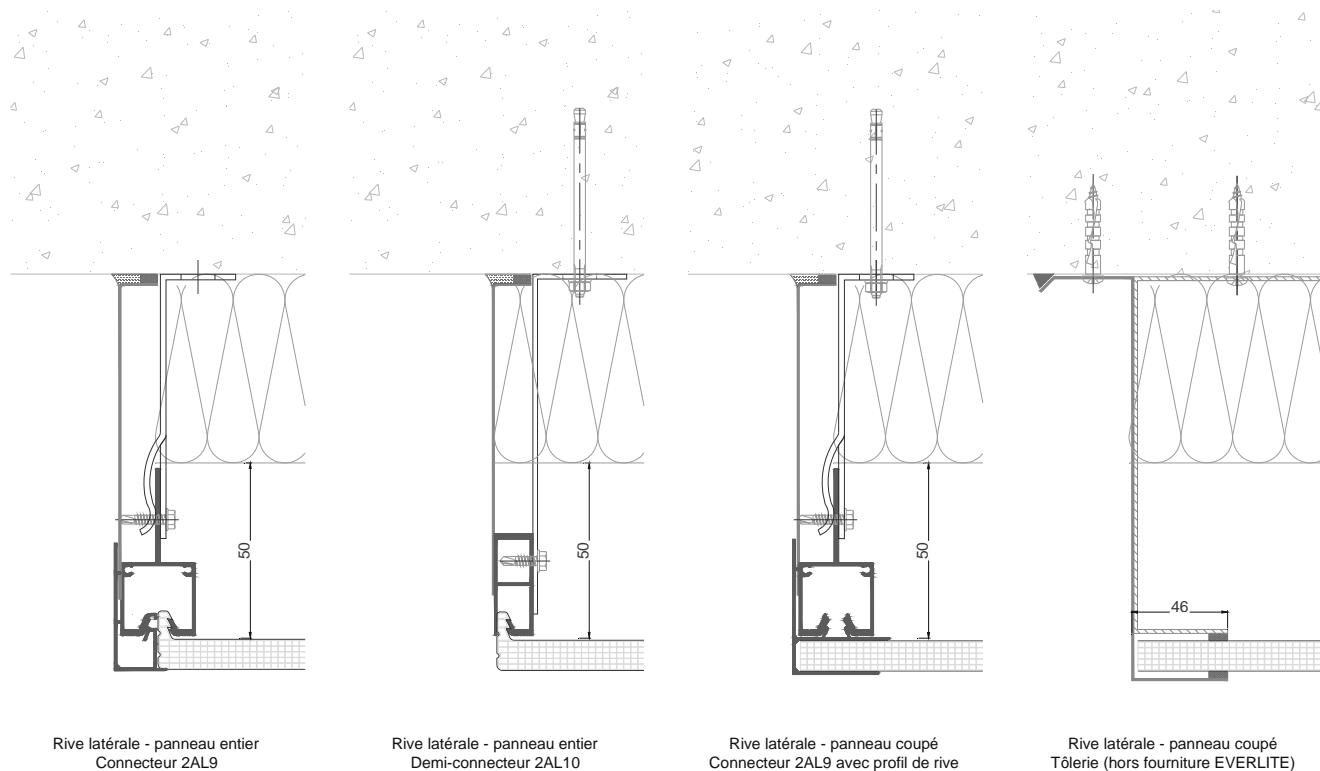 50
50
50
46
Rive latérale - panneau entier
Connecteur 2AL9
Rive latérale - panneau entier
Demi-connecteur 2AL10
Rive latérale - panneau coupé
Connecteur 2AL9 avec profil de rive
Rive latérale - panneau coupé
Tôlerie (hors fourniture EVERLITE)